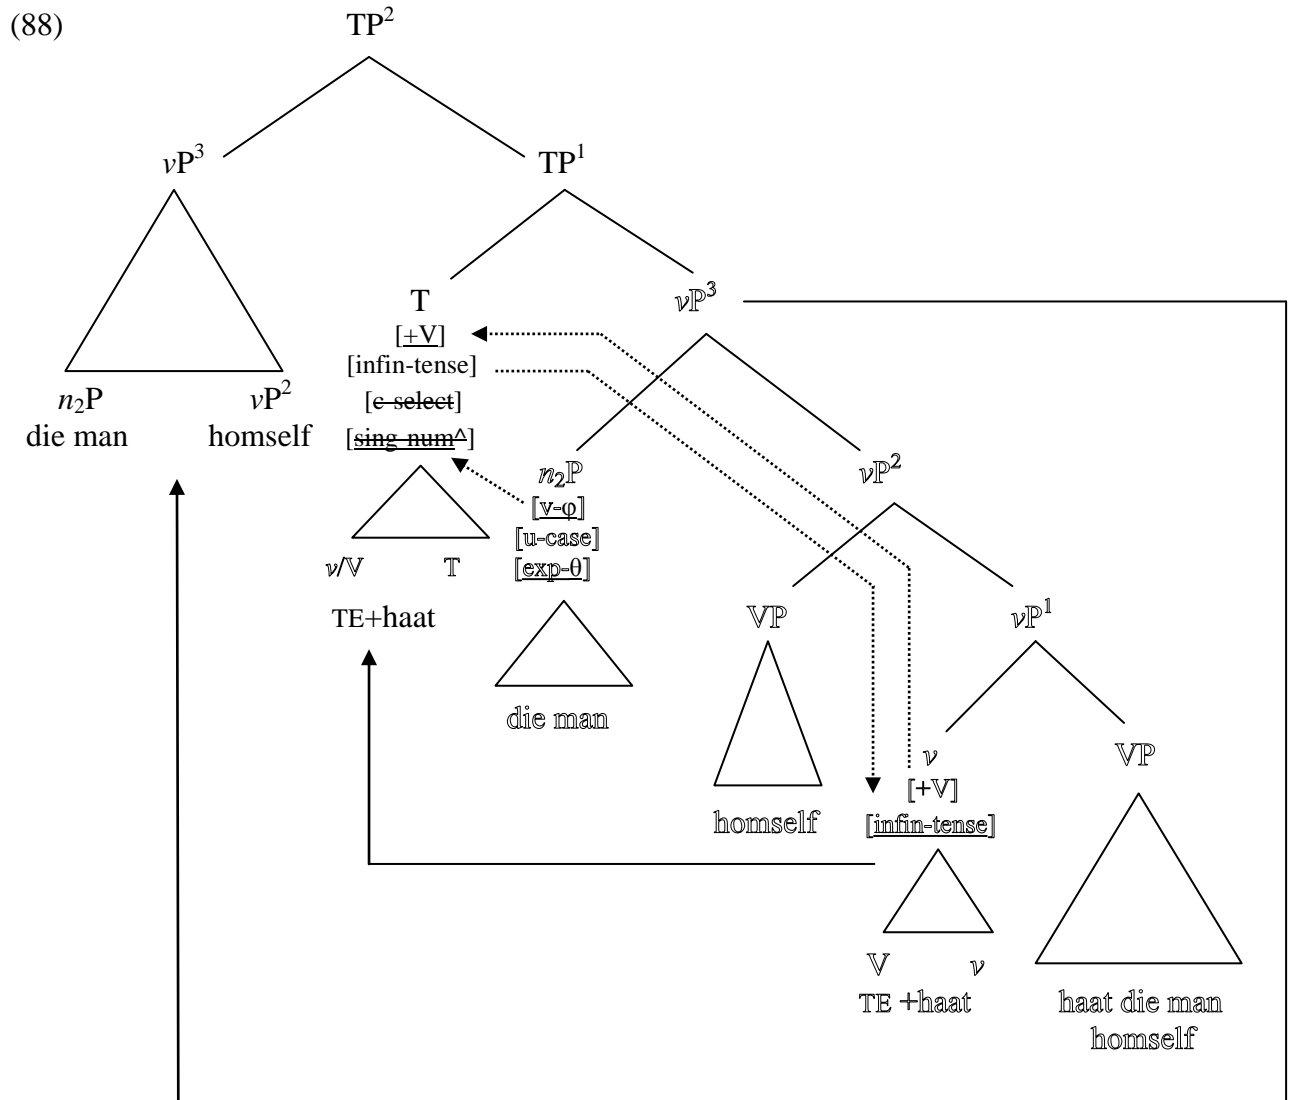 (88)
TP²
vP³ TP¹
T vP³
[+V]
[infin-tense]
n₂P vP² [c-select]
die man homself [sing-num^]
n₂P vP²
[v-φ]
[u-case]
v/V T [exp-θ]
TE+haat VP vP¹
die man
v VP
[+V]
homself [infin-tense]
V v
TE +haat haat die man
homself